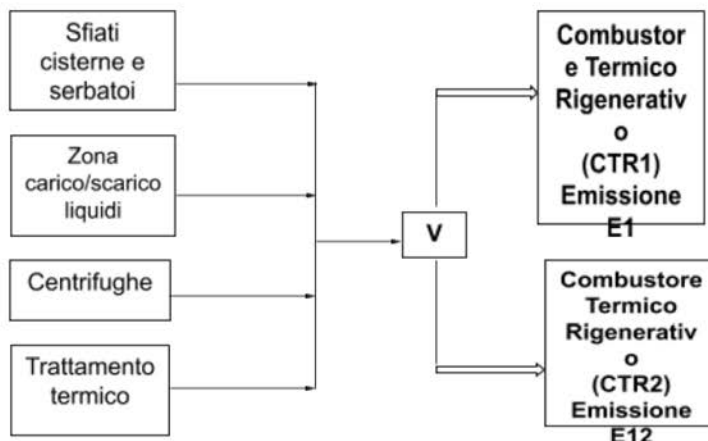 Sfiati
cisterne e
serbatoi
Zona
carico/scarico
liquidi
Centrifughe
Trattamento
termico
V
Combustor
e Termico
Rigenerativ
o
(CTR1)
Emissione
E1
Combustore
Termico
Rigenerativ
o
(CTR2)
Emissione
E12